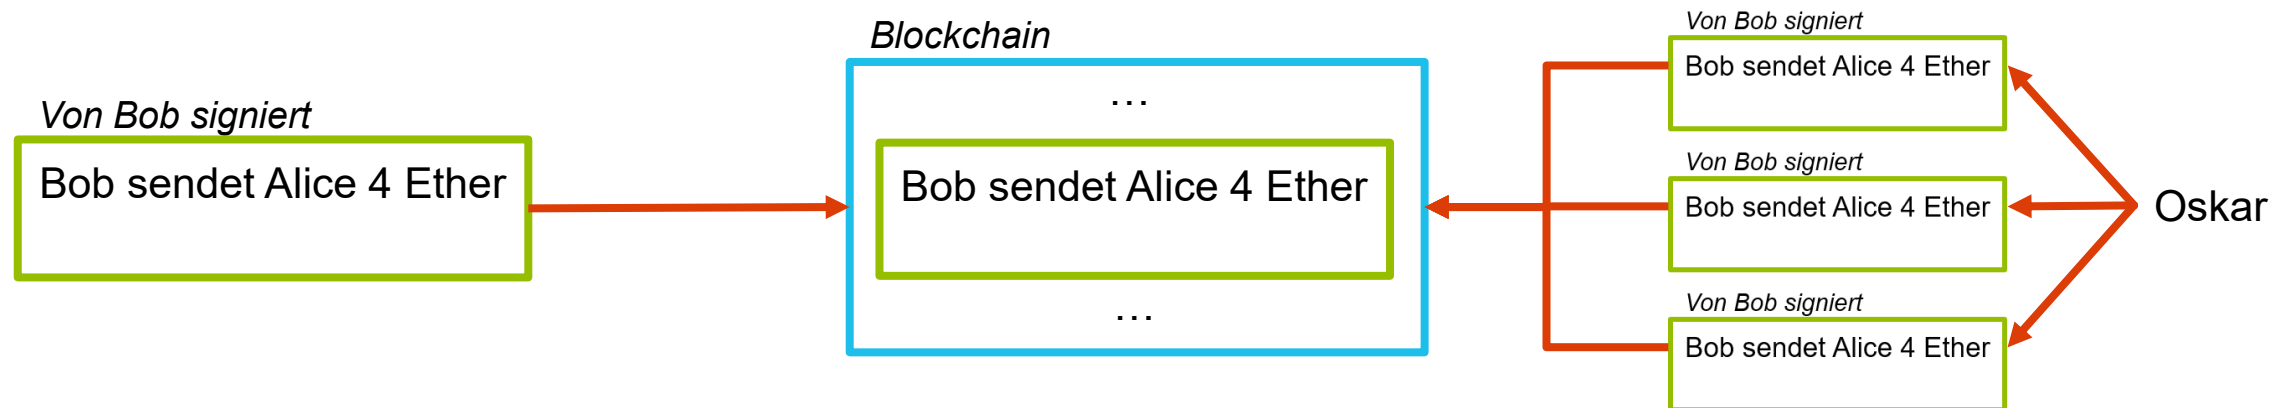 Von Bob signiert
Bob sendet Alice 4 Ether
Blockchain
...
Bob sendet Alice 4 Ether
...
Von Bob signiert
Bob sendet Alice 4 Ether
Von Bob signiert
Bob sendet Alice 4 Ether
Von Bob signiert
Bob sendet Alice 4 Ether
Oskar